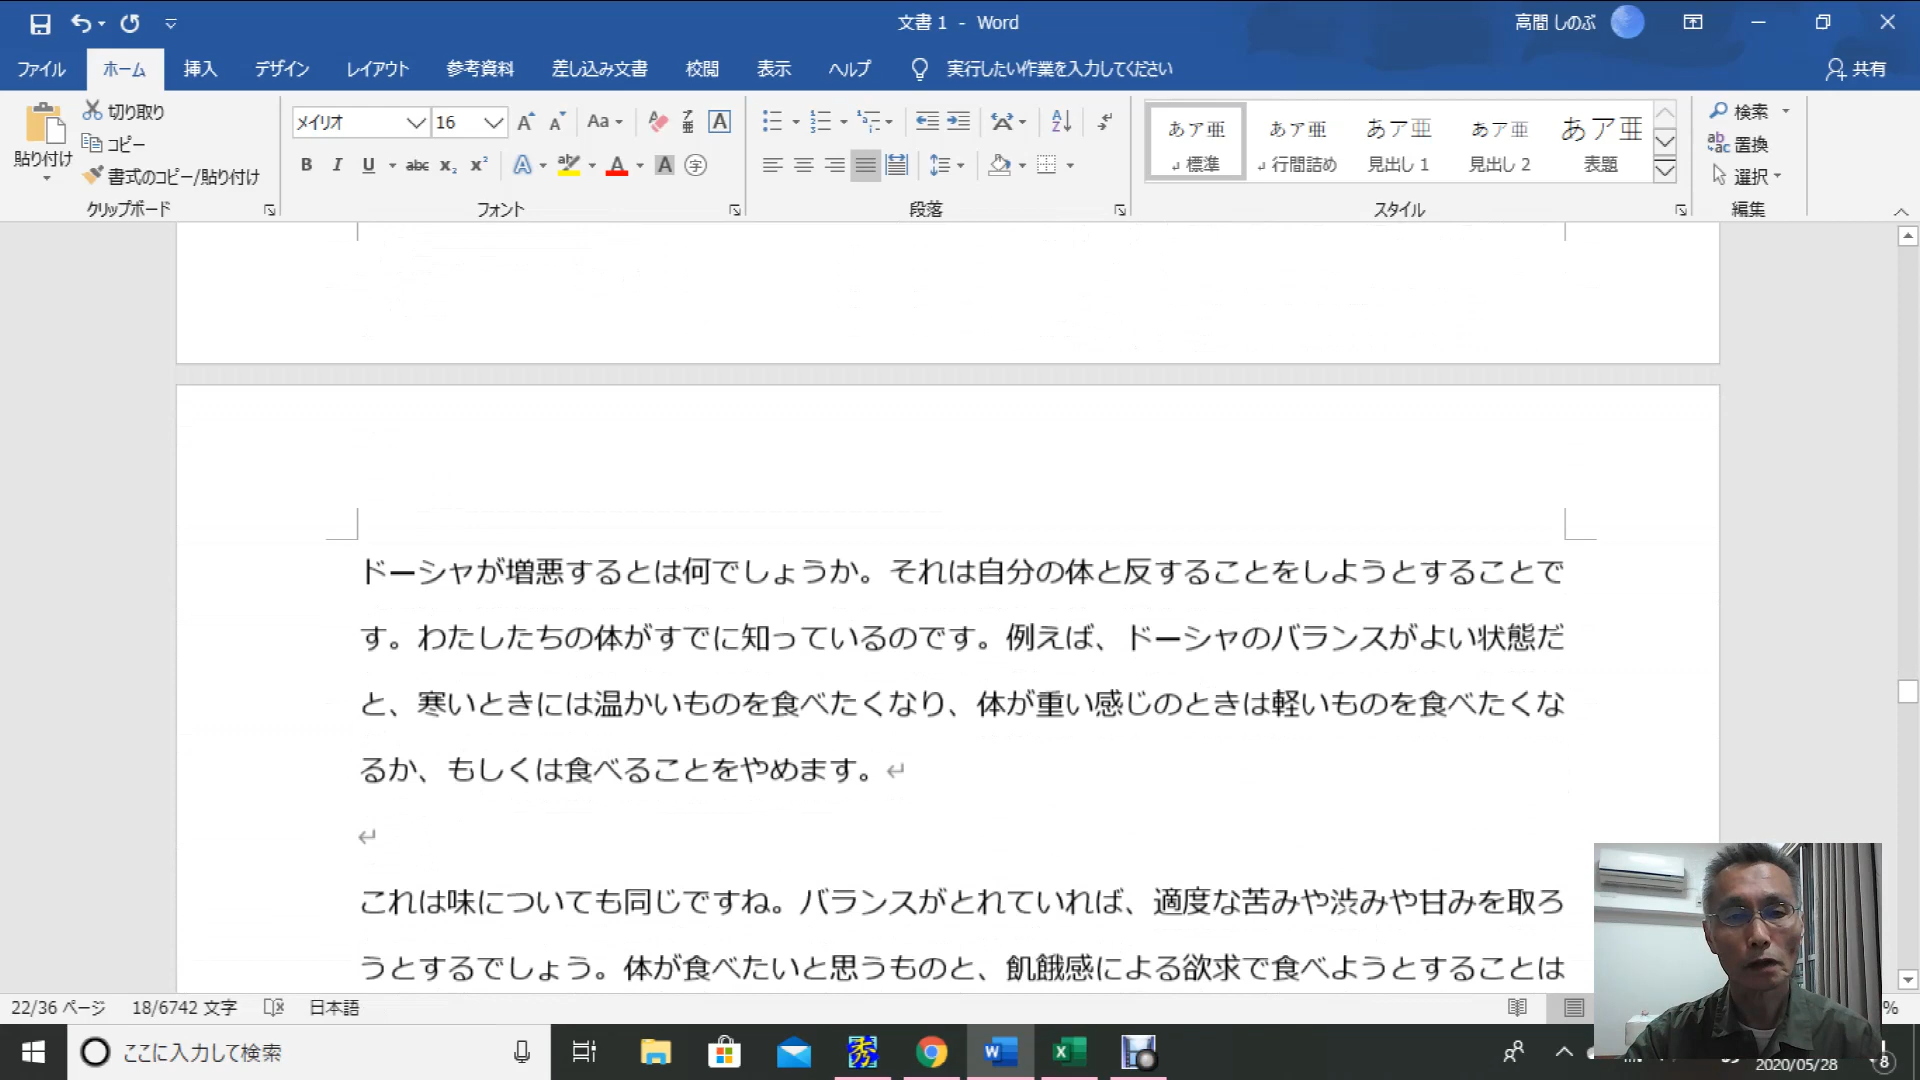 文書 1 - Word
高間 しのぶ
ファイル ホーム 挿入 デザイン レイアウト 参考資料 差し込み文書 校閲 表示 ヘルプ 実行したい作業を入力してください 共有
貼り付け
切り取り
コピー
書式のコピー/貼り付け
クリップボード
メイリオ 16
フォント
段落
あア亜 あア亜 あア亜 あア亜 あア亜
標準 行間詰め 見出し 1 見出し 2 表題
スタイル
検索
置換
選択
編集
ドーシャが増悪するとは何でしょうか。それは自分の体と反することをしようとすることで
す。わたしたちの体がすでに知っているのです。例えば、ドーシャのバランスがよい状態だ
と、寒いときには温かいものを食べたくなり、体が重い感じのときは軽いものを食べたくな
るか、もしくは食べることをやめます。
これは味についても同じですね。バランスがとれていれば、適度な苦みや渋みや甘みを取ろ
うとするでしょう。体が食べたいと思うものと、飢餓感による欲求で食べようとすることは
22/36 ページ 18/6742 文字 日本語
%
ここに入力して検索
2020/05/28
8